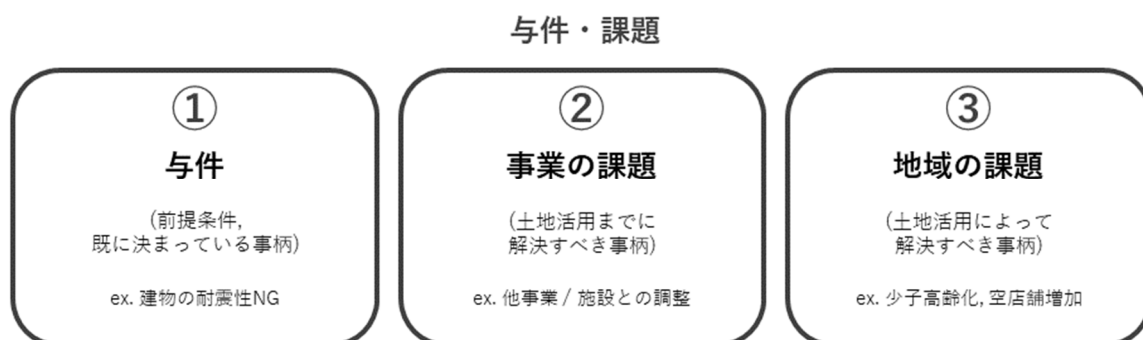 与件・課題
①
与件
(前提条件,
既に決まっている事柄)
ex. 建物の耐震性NG
②
事業の課題
(土地活用までに
解決すべき事柄)
ex. 他事業 / 施設との調整
③
地域の課題
(土地活用によって
解決すべき事柄)
ex. 少子高齢化, 空店舗増加